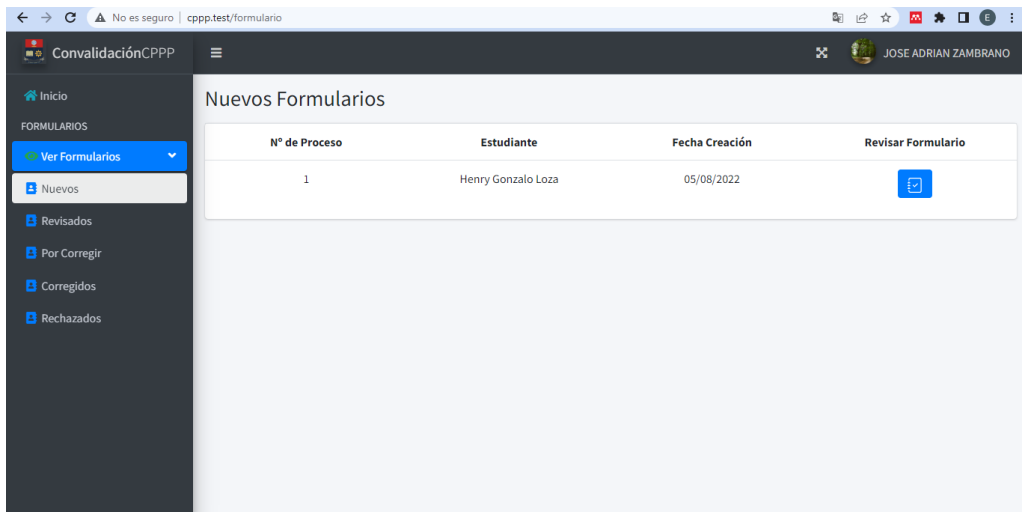 No es seguro | cppp.test/formulario
E
ConvalidaciónCPPP
JOSE ADRIAN ZAMBRANO
Inicio
FORMULARIOS
Ver Formularios
Nuevos
Revisados
Por Corregir
Corregidos
Rechazados
Nuevos Formularios
Nº de Proceso Estudiante Fecha Creación Revisar Formulario
1 Henry Gonzalo Loza 05/08/2022